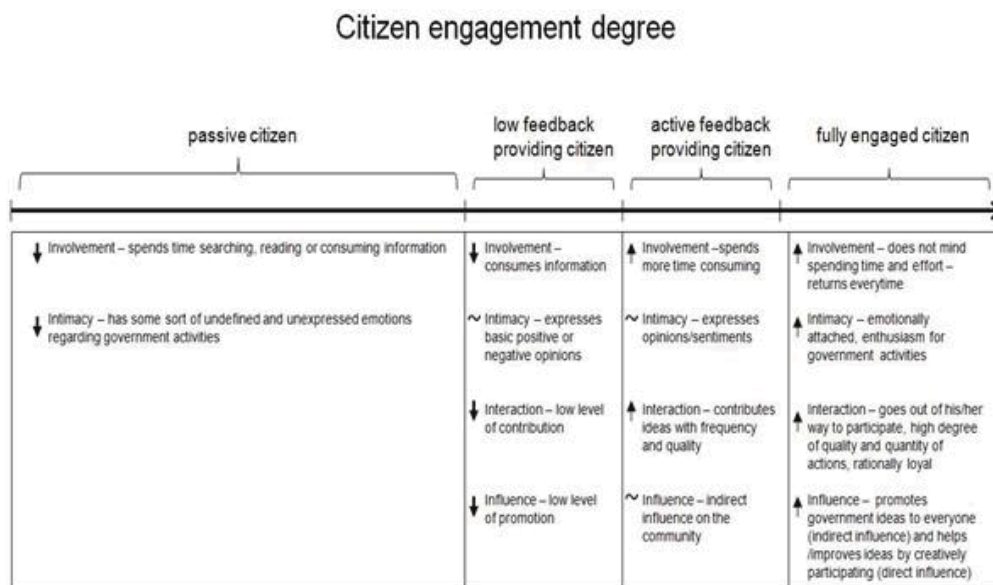 Citizen engagement degree
passive citizen
low feedback
providing citizen
active feedback
providing citizen
fully engaged citizen
↓ Involvement – spends time searching, reading or consuming information
↓ Intimacy – has some sort of undefined and unexpressed emotions
regarding government activities
↓ Involvement –
consumes information
~ Intimacy – expresses
basic positive or
negative opinions
↓ Interaction – low level
of contribution
↓ Influence – low level
of promotion
↑ Involvement –spends
more time consuming
~ Intimacy – expresses
opinions/sentiments
↑ Interaction – contributes
ideas with frequency
and quality
~ Influence – indirect
influence on the
community
↑ Involvement – does not mind
spending time and effort –
returns everytime
↑ Intimacy – emotionally
attached, enthusiasm for
government activities
↑ Interaction – goes out of his/her
way to participate, high degree
of quality and quantity of
actions, rationally loyal
↑ Influence – promotes
government ideas to everyone
(indirect influence) and helps
/improves ideas by creatively
participating (direct influence)